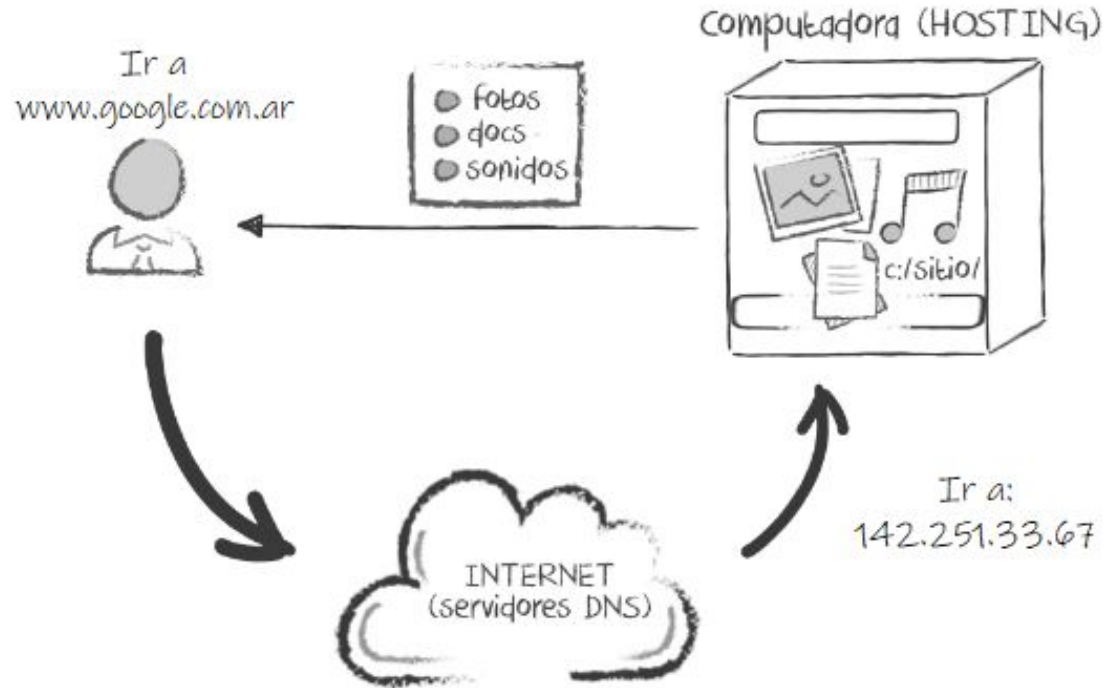 Computadora (HOSTING)
Ir a
www.google.com.ar
fotos
docs
sonidos
c:/sitio/
Ir a:
142.251.33.67
INTERNET
(servidores DNS)